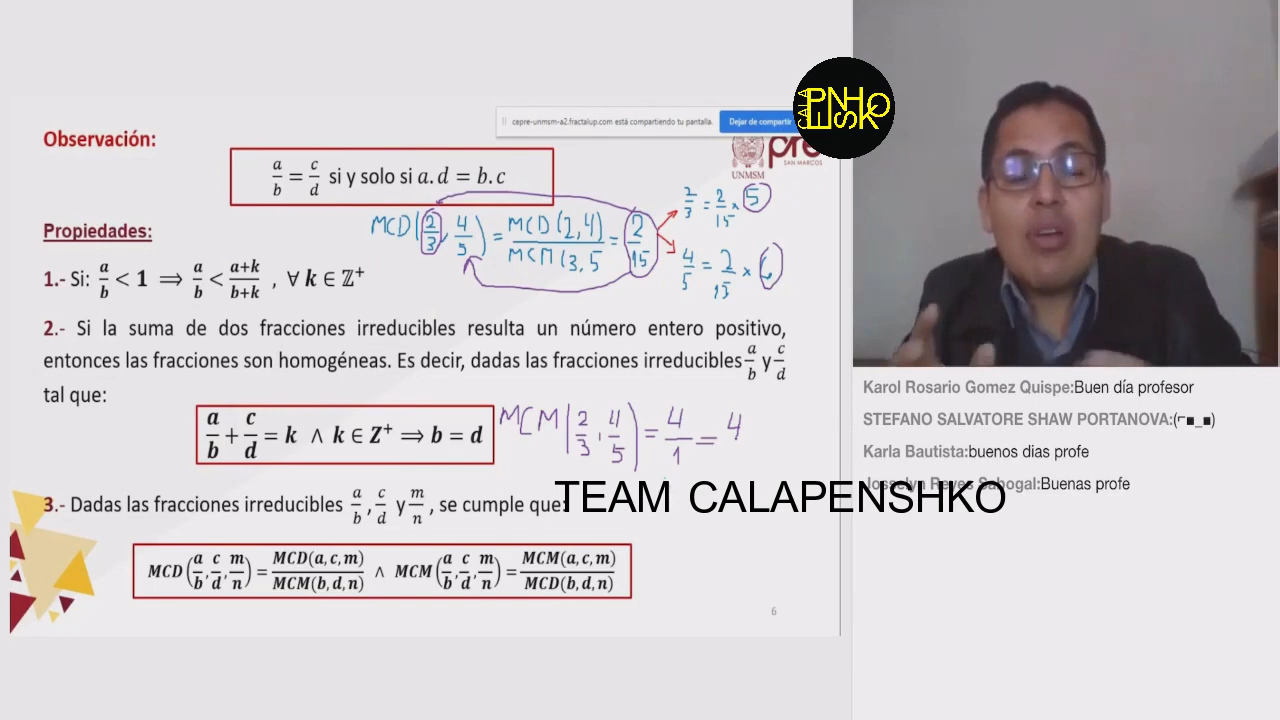 cepre-unmsm-a2.fractalup.com está compartiendo tu pantalla. Dejar de compartir
CALA PENSHKO
Observación:
pre
SAN MARCOS
UNMSM
a/b = c/d si y solo si a.d = b.c
MCD(2/3, 4/5) = MCD(2,4)/MCM(3,5 = 2/15
2/3 = 2/15 × 5
4/5 = 2/15 × 6
Propiedades:
1.- Si: a/b < 1 ⟹ a/b < a+k/b+k , ∀ k ∈ ℤ⁺
2.- Si la suma de dos fracciones irreducibles resulta un número entero positivo,
entonces las fracciones son homogéneas. Es decir, dadas las fracciones irreducibles a/b y c/d
tal que:
a/b + c/d = k ∧ k ∈ Z⁺ ⟹ b = d
MCM(2/3, 4/5) = 4/1 = 4
3.- Dadas las fracciones irreducibles a/b, c/d y m/n, se cumple que:
MCD(a/b, c/d, m/n) = MCD(a,c,m)/MCM(b,d,n) ∧ MCM(a/b, c/d, m/n) = MCM(a,c,m)/MCD(b,d,n)
6
Karol Rosario Gomez Quispe:Buen día profesor
STEFANO SALVATORE SHAW PORTANOVA:(⌐■_■)
Karla Bautista:buenos dias profe
Josselyn Reyes Sabogal:Buenas profe
TEAM CALAPENSHKO